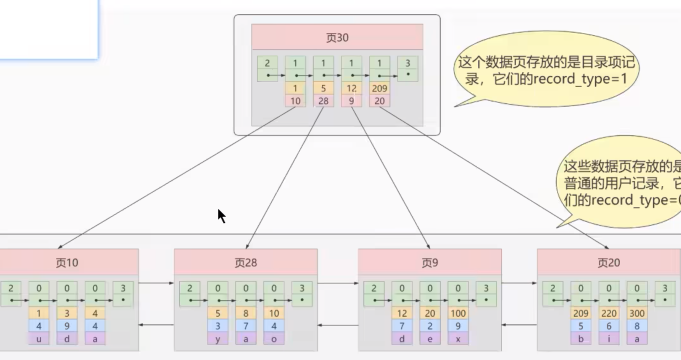 页30
2 1 1 1 1 3
1 5 12 209
10 28 9 20
这个数据页存放的是目录项记
录，它们的record_type=1
这些数据页存放的是
普通的用户记录，它
们的record_type=0
页10
2 0 0 0 3
1 3 4
4 9 4
u d a
页28
2 0 0 0 3
5 8 10
3 7 4
y a o
页9
2 0 0 0 3
12 20 100
7 2 9
d e x
页20
2 0 0 0 3
209 220 300
5 6 8
b i a